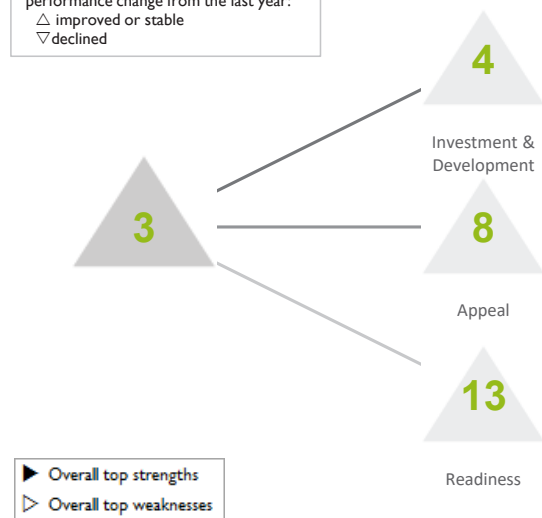 performance change from the last year:
△ improved or stable
▽ declined
4
Investment &
Development
3
8
Appeal
13
Readiness
▶ Overall top strengths
▷ Overall top weaknesses